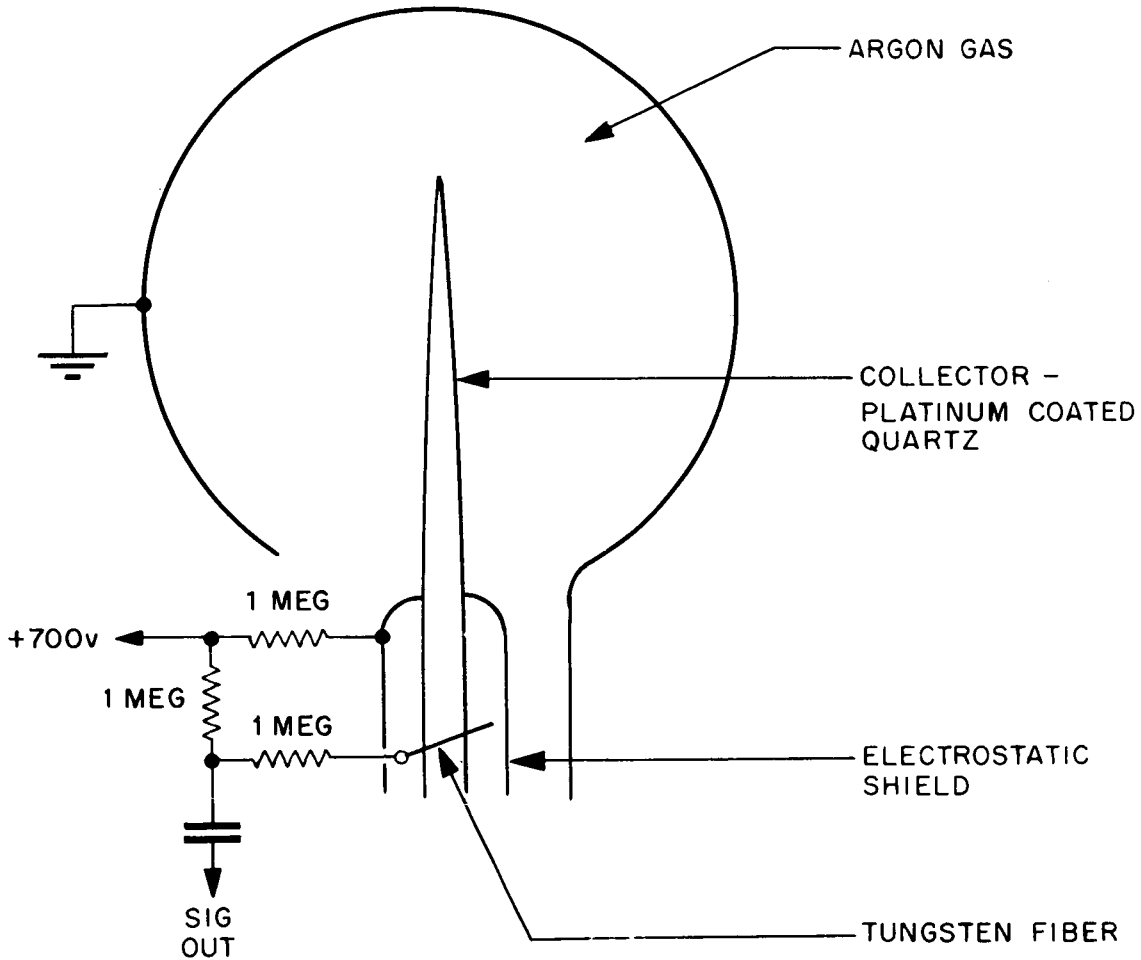 ARGON GAS
COLLECTOR –
PLATINUM COATED
QUARTZ
1 MEG
+700v
1 MEG
1 MEG
ELECTROSTATIC
SHIELD
SIG
OUT
TUNGSTEN FIBER